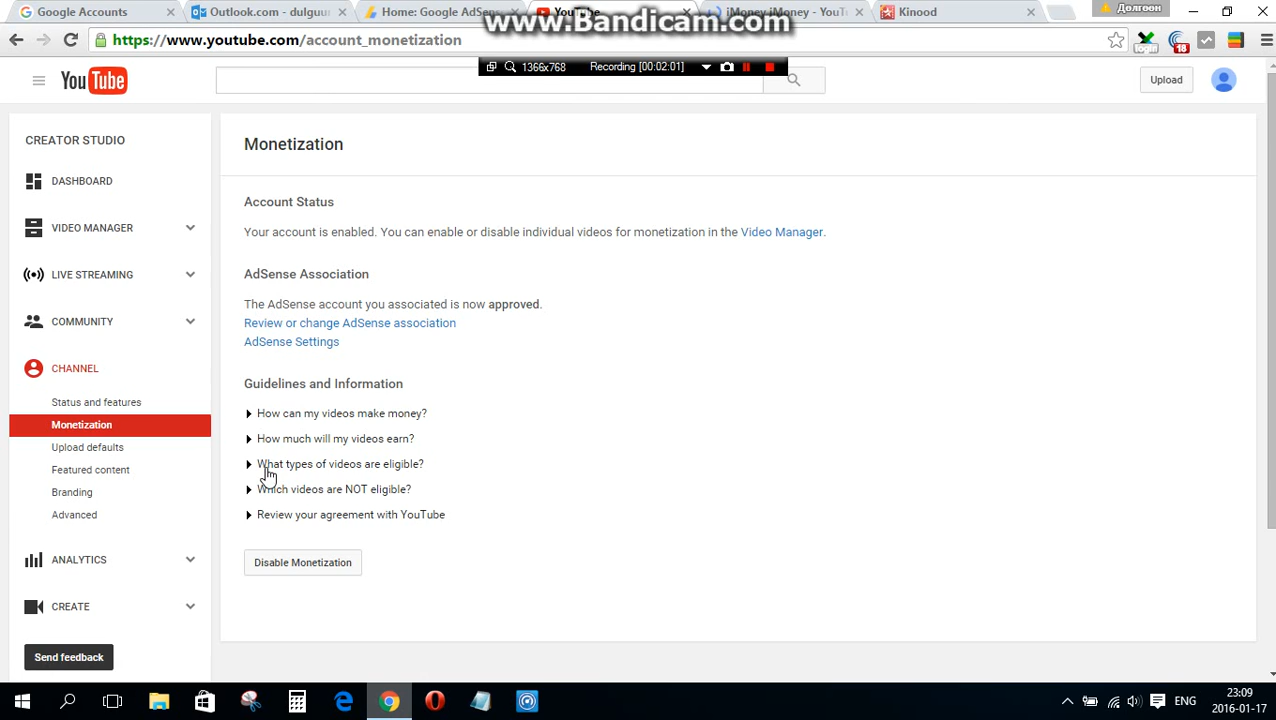 Google Accounts
Outlook.com - dulguu
Home: Google AdSen
YouTube
iMoney iMoney - YouT
Kinood
Долгоон
www.Bandicam.com
https://www.youtube.com/account_monetization
18
1366x768 Recording [00:02:01]
YouTube
Upload
CREATOR STUDIO
DASHBOARD
VIDEO MANAGER
LIVE STREAMING
COMMUNITY
CHANNEL
Status and features
Monetization
Upload defaults
Featured content
Branding
Advanced
ANALYTICS
CREATE
Send feedback
Monetization
Account Status
Your account is enabled. You can enable or disable individual videos for monetization in the Video Manager.
AdSense Association
The AdSense account you associated is now approved.
Review or change AdSense association
AdSense Settings
Guidelines and Information
How can my videos make money?
How much will my videos earn?
What types of videos are eligible?
Which videos are NOT eligible?
Review your agreement with YouTube
Disable Monetization
ENG
23:09
2016-01-17